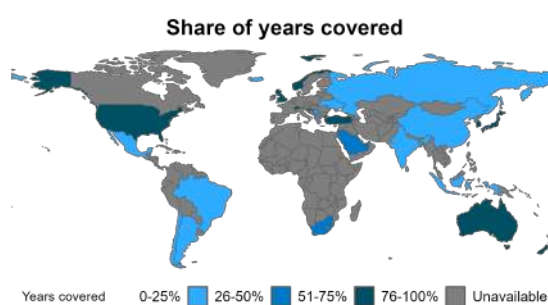 Share of years covered
Years covered 0-25% 26-50% 51-75% 76-100% Unavailable